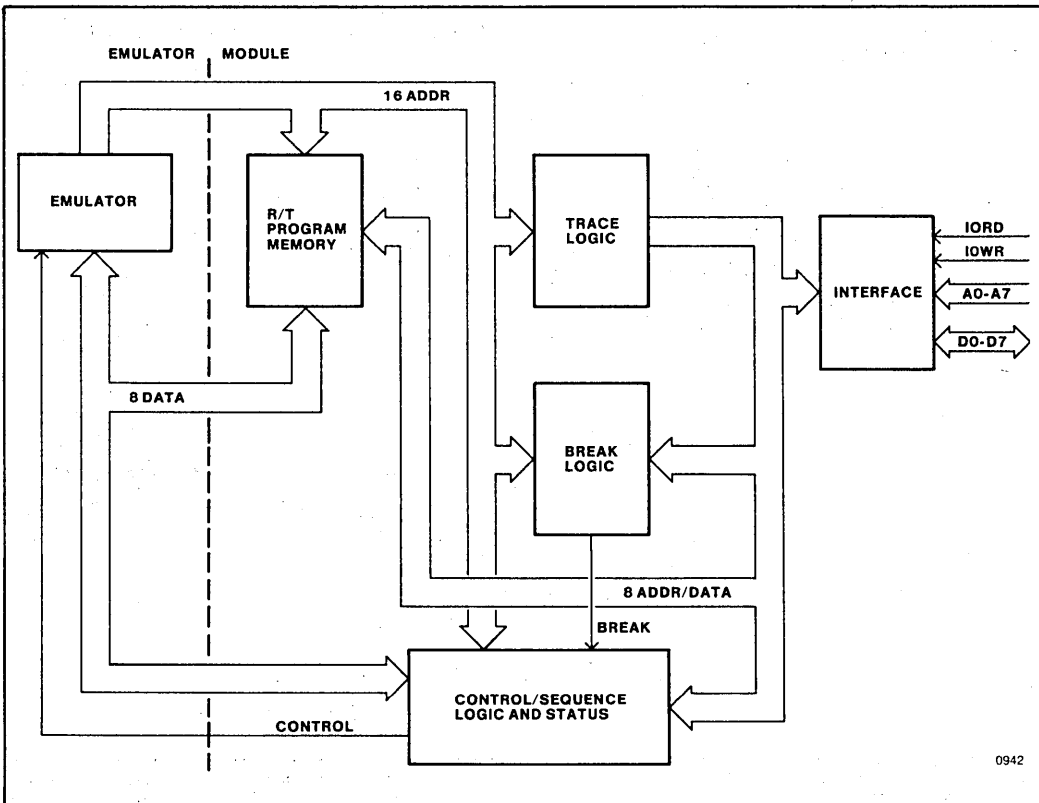 EMULATOR
MODULE
16 ADDR
EMULATOR
R/T
PROGRAM
MEMORY
TRACE
LOGIC
INTERFACE
IORD
IOWR
A0-A7
D0-D7
8 DATA
BREAK
LOGIC
8 ADDR/DATA
BREAK
CONTROL/SEQUENCE
LOGIC AND STATUS
CONTROL
0942